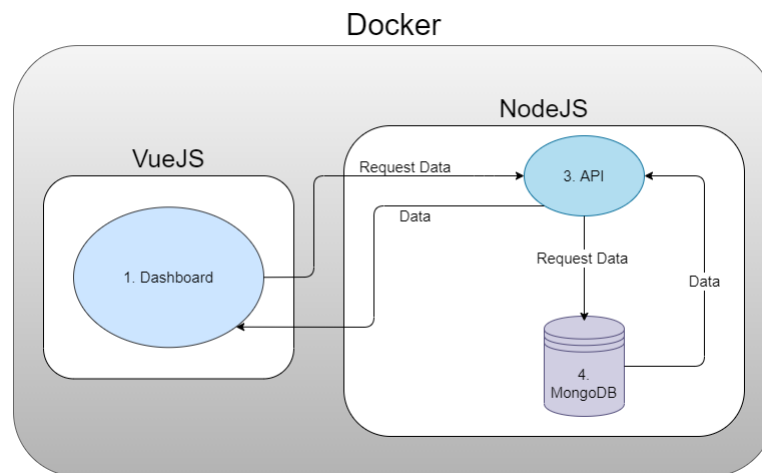 Docker
NodeJS
VueJS
Request Data
3. API
Data
1. Dashboard
Request Data
Data
4.
MongoDB